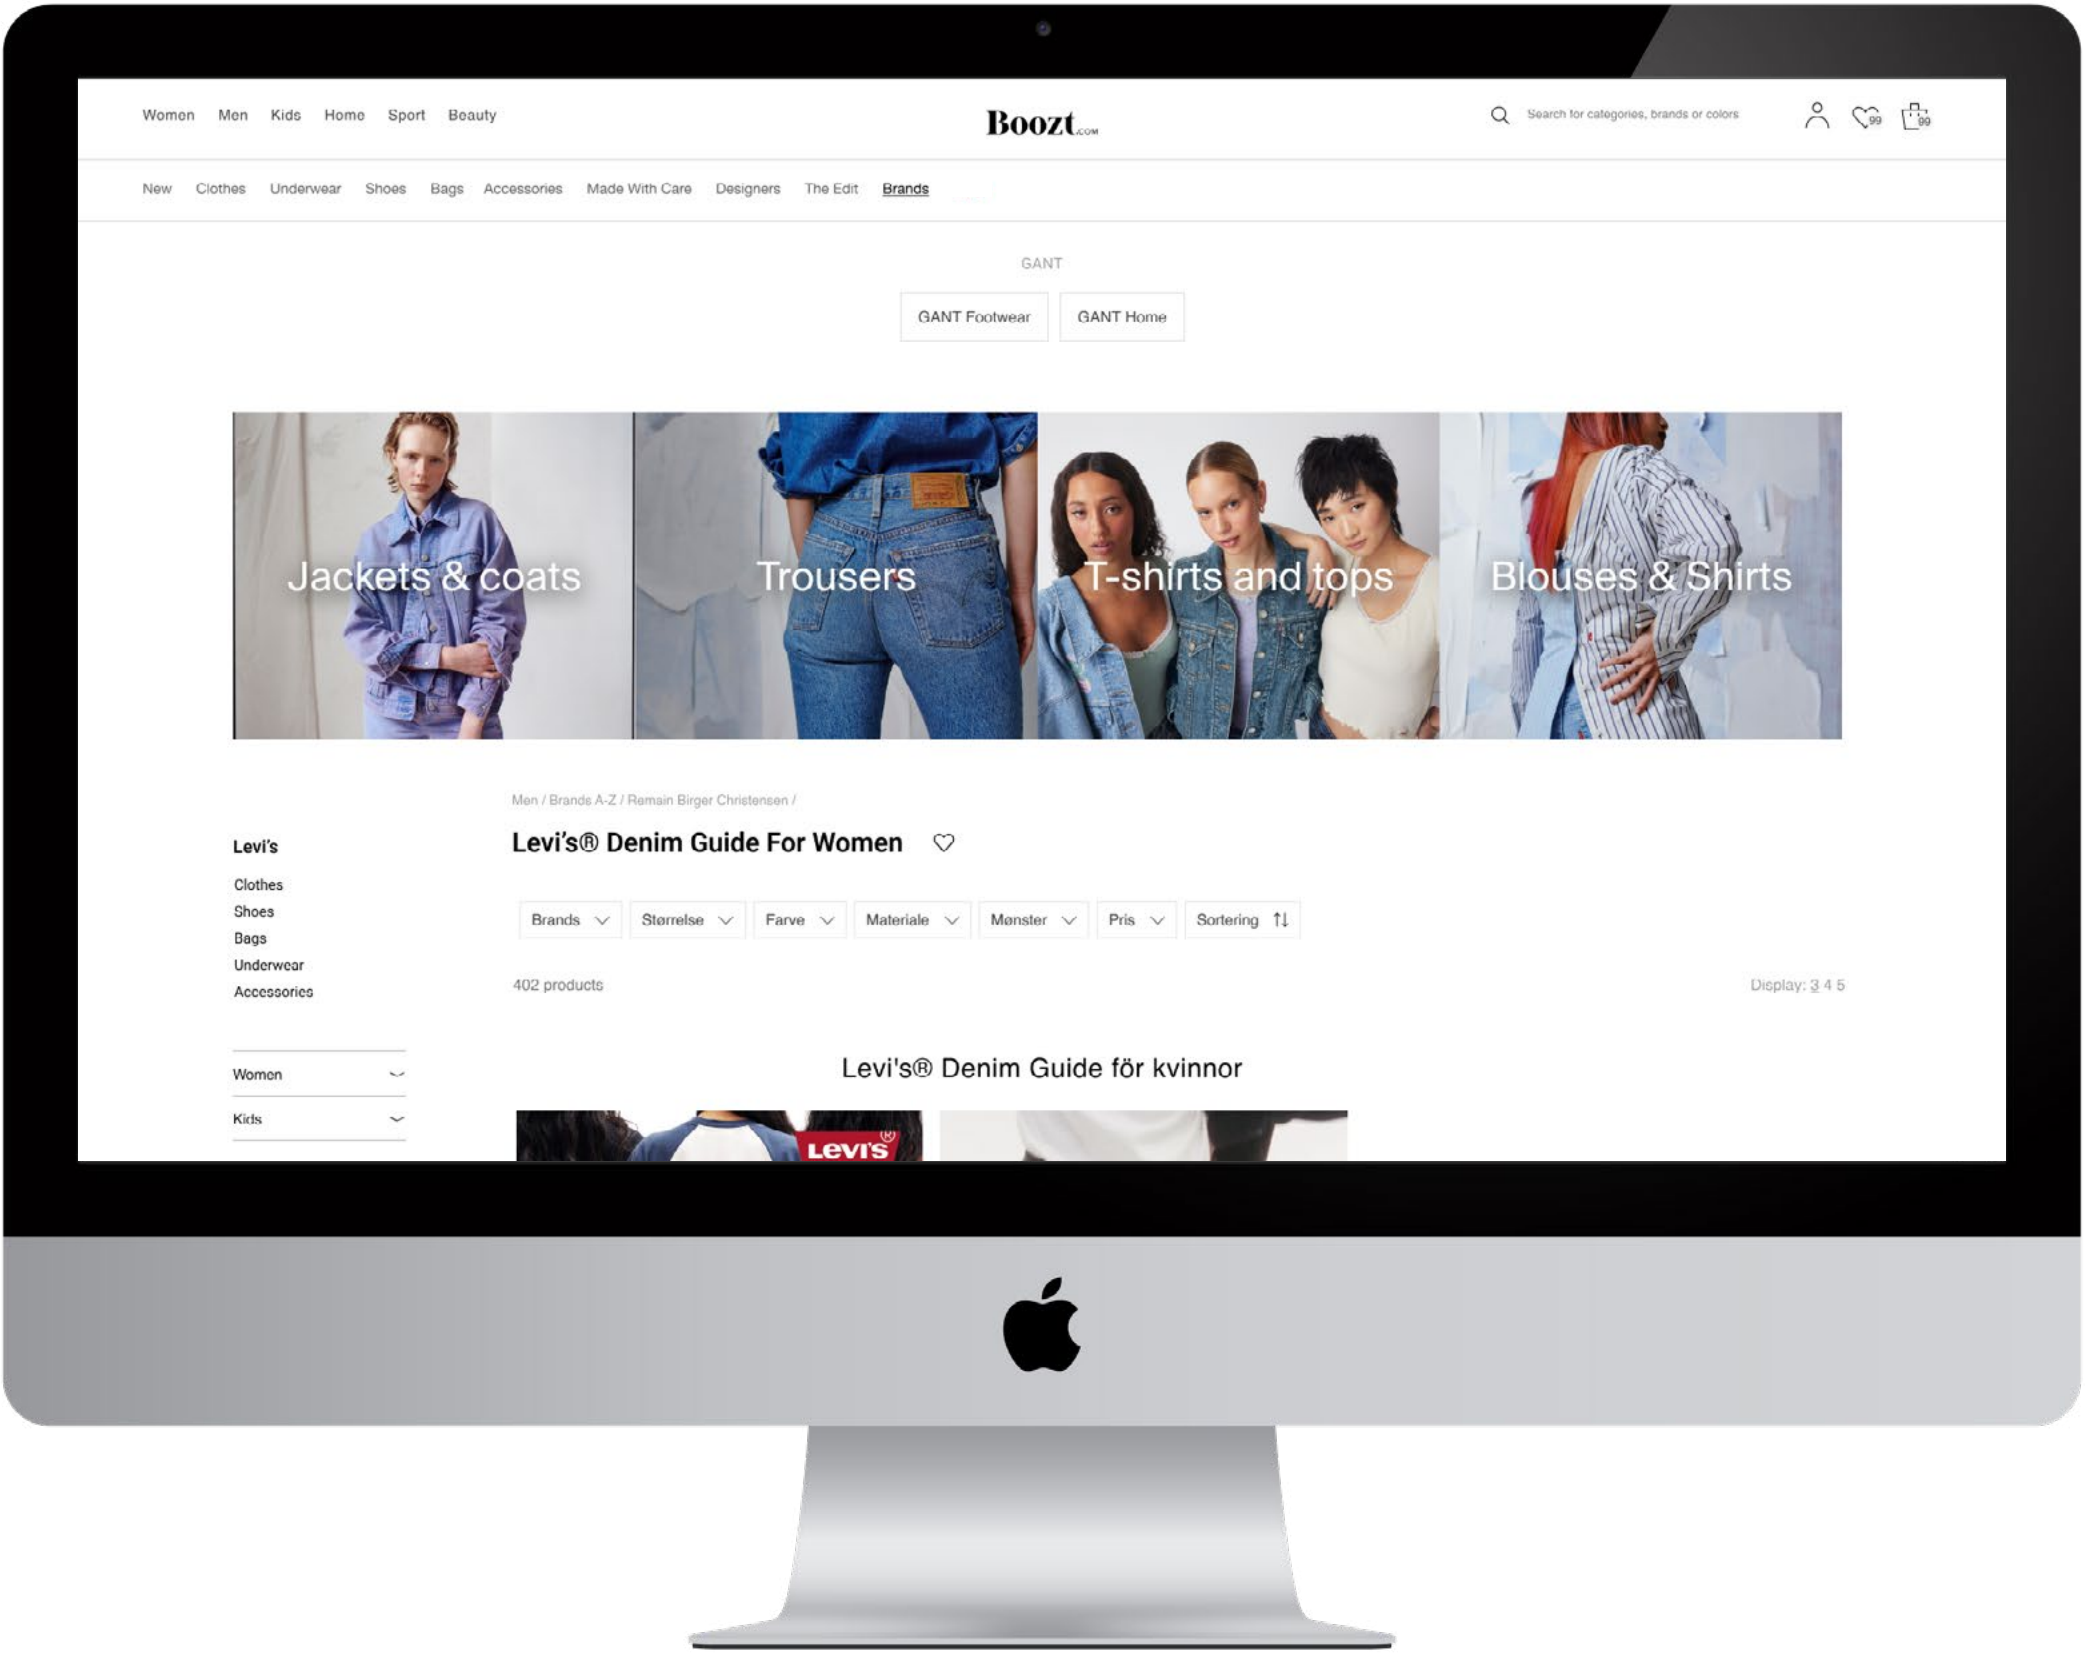 Women Men Kids Home Sport Beauty
Boozt.COM
Search for categories, brands or colors
99
99
New Clothes Underwear Shoes Bags Accessories Made With Care Designers The Edit Brands
GANT
GANT Footwear GANT Home
Jackets & coats
Trousers
T-shirts and tops
Blouses & Shirts
Men / Brands A-Z / Remain Birger Christensen /
Levi's® Denim Guide For Women
Levi's
Clothes
Shoes
Bags
Underwear
Accessories
Women
Kids
Brands Størrelse Farve Materiale Mønster Pris Sortering
402 products
Display: 3 4 5
Levi's® Denim Guide för kvinnor
LEVI'S®